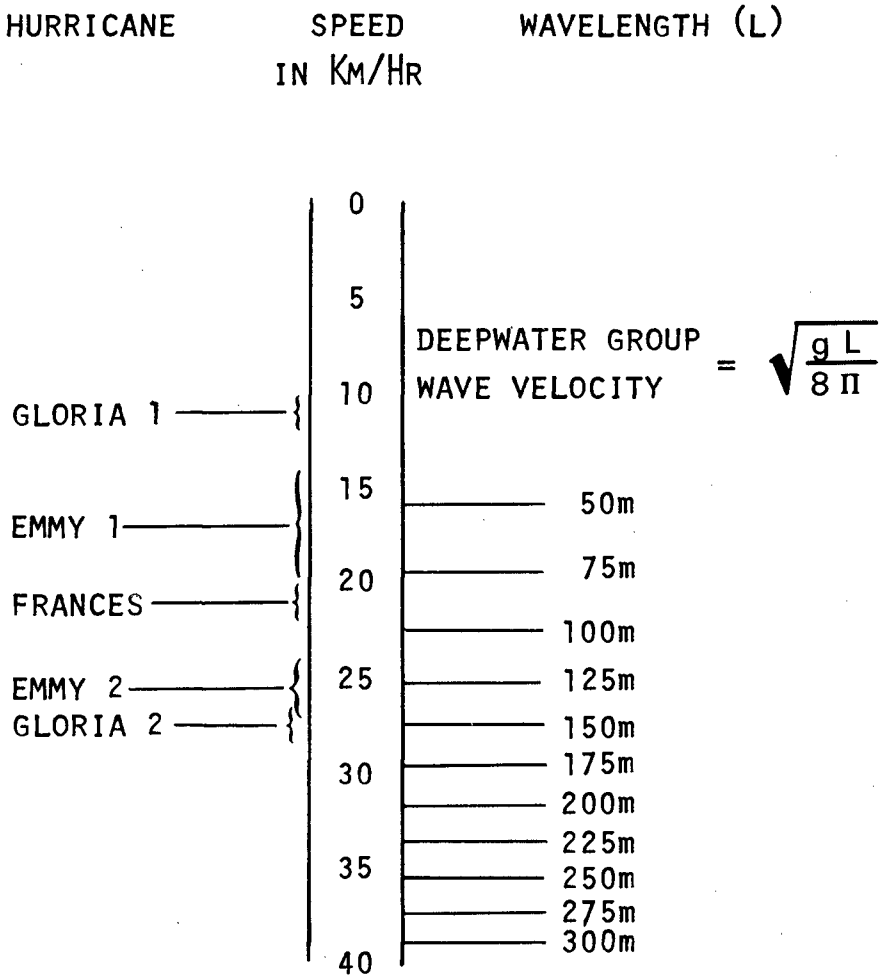 HURRICANE SPEED WAVELENGTH (L)
IN KM/HR
0
5
DEEPWATER GROUP
WAVE VELOCITY = √ g L / 8 Π
10
GLORIA 1
15
50m
EMMY 1
75m
20
FRANCES
100m
25
125m
EMMY 2
GLORIA 2
150m
175m
30
200m
225m
35
250m
275m
300m
40